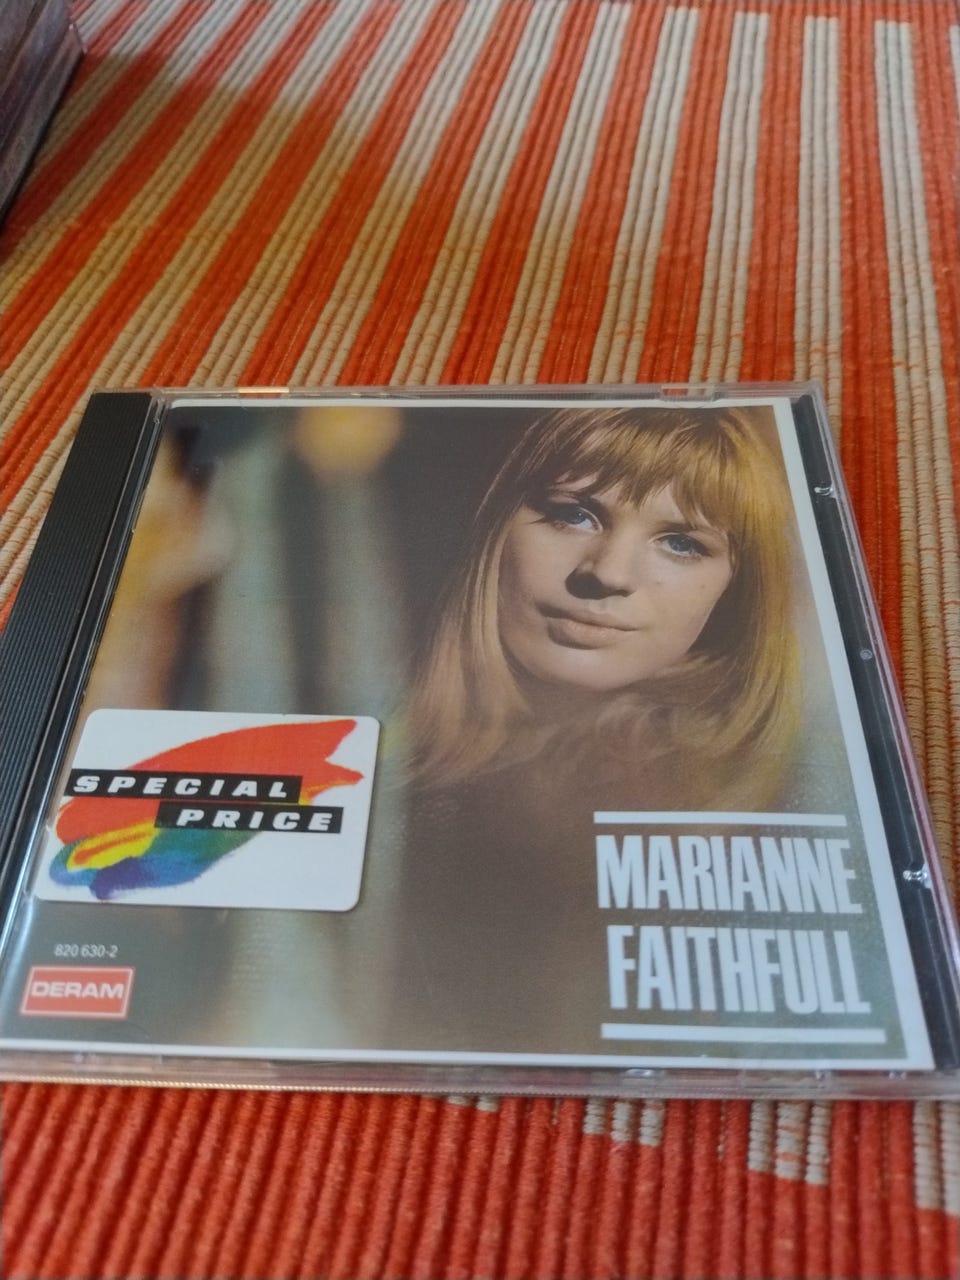 SPECIAL
PRICE
MARIANNE
FAITHFULL
820 630-2
DERAM